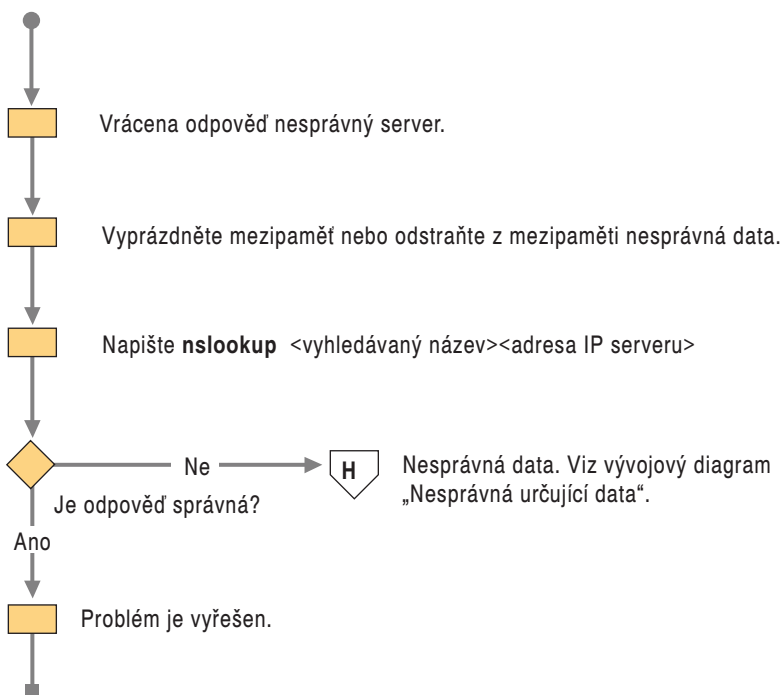 Vrácena odpověď nesprávný server.
Vyprázdněte mezipaměť nebo odstraňte z mezipaměti nesprávná data.
Napište nslookup <vyhledávaný název><adresa IP serveru>
Ne
H
Nesprávná data. Viz vývojový diagram
„Nesprávná určující data“.
Je odpověď správná?
Ano
Problém je vyřešen.